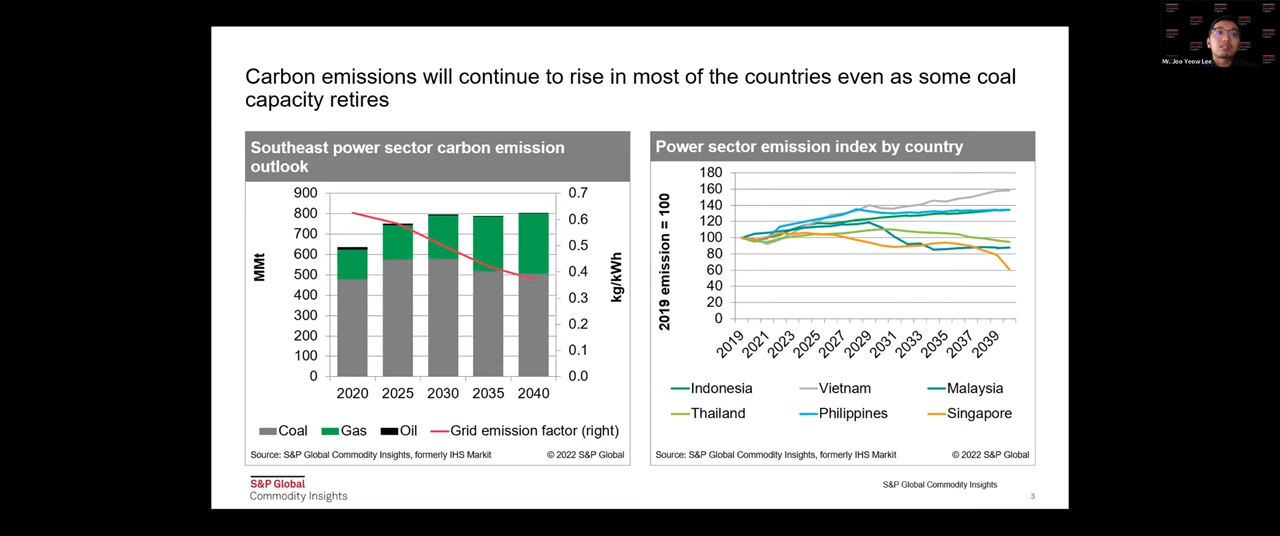 Carbon emissions will continue to rise in most of the countries even as some coal
capacity retires
Southeast power sector carbon emission
outlook
900
800
700
600
500
400
300
200
100
0
MMt
0.7
0.6
0.5
0.4
0.3
0.2
0.1
0.0
kg/kWh
2020 2025 2030 2035 2040
Coal Gas Oil Grid emission factor (right)
Source: S&P Global Commodity Insights, formerly IHS Markit © 2022 S&P Global
Power sector emission index by country
180
160
140
120
100
80
60
40
20
0
2019 emission = 100
2019 2021 2023 2025 2027 2029 2031 2033 2035 2037 2039
Indonesia Vietnam Malaysia
Thailand Philippines Singapore
Source: S&P Global Commodity Insights, formerly IHS Markit © 2022 S&P Global
S&P Global
Commodity Insights
S&P Global Commodity Insights
3
Mr. Joo Yeow Lee